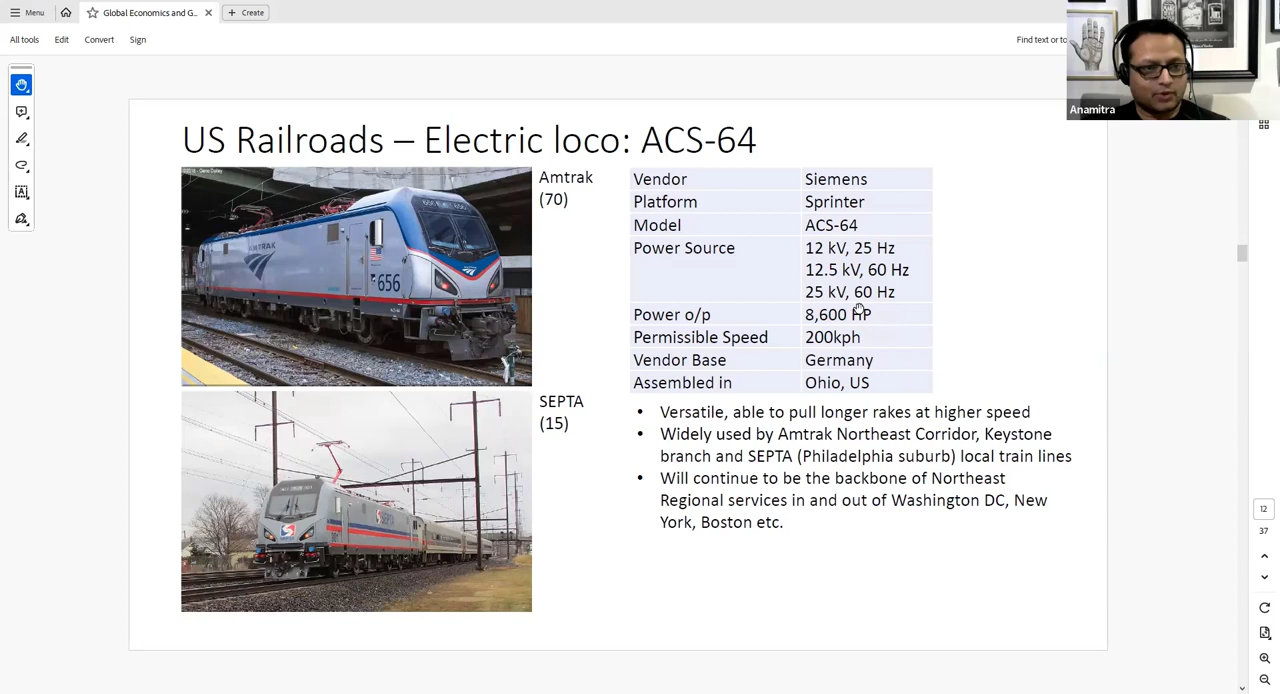 Menu
Global Economics and G..
Create
All tools
Edit
Convert
Sign
Find text or to
Anamitra
US Railroads – Electric loco: ACS-64
AMTRAK
656
Amtrak
(70)
SEPTA
SEPTA
(15)
Vendor Siemens
Platform Sprinter
Model ACS-64
Power Source 12 kV, 25 Hz
12.5 kV, 60 Hz
25 kV, 60 Hz
Power o/p 8,600 HP
Permissible Speed 200kph
Vendor Base Germany
Assembled in Ohio, US
• Versatile, able to pull longer rakes at higher speed
• Widely used by Amtrak Northeast Corridor, Keystone
branch and SEPTA (Philadelphia suburb) local train lines
• Will continue to be the backbone of Northeast
Regional services in and out of Washington DC, New
York, Boston etc.
12
37